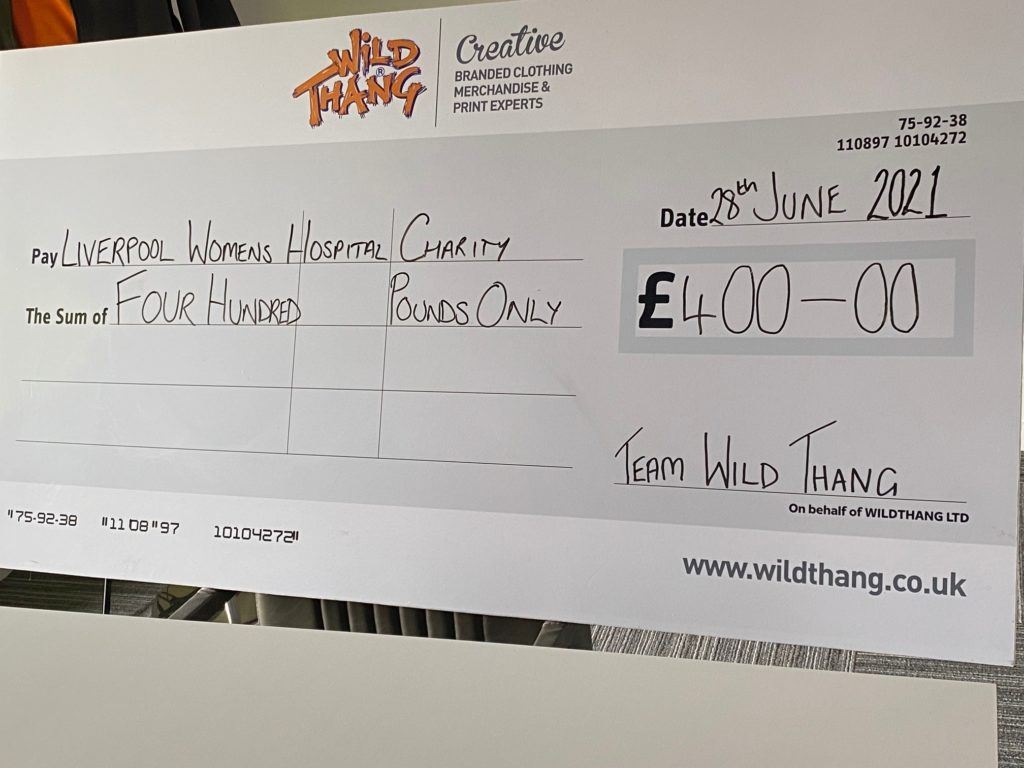 WILD
THANG®
Creative
BRANDED CLOTHING
MERCHANDISE &
PRINT EXPERTS
75-92-38
110897 10104272
Date 28th JUNE 2021
Pay LIVERPOOL WOMENS HOSPITAL CHARITY
The Sum of FOUR HUNDRED POUNDS ONLY
£400-00
TEAM WILD THANG
On behalf of WILDTHANG LTD
"75-92-38 "1108"97 10104272"
www.wildthang.co.uk